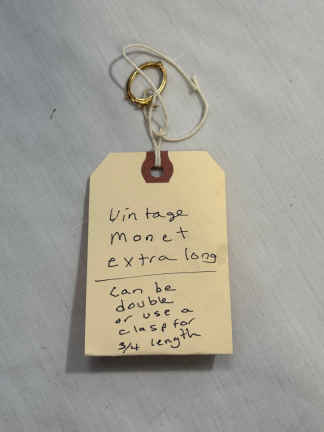 Vintage
Monet
extra long
Can be
double
or use a
clasp for
3/4 length